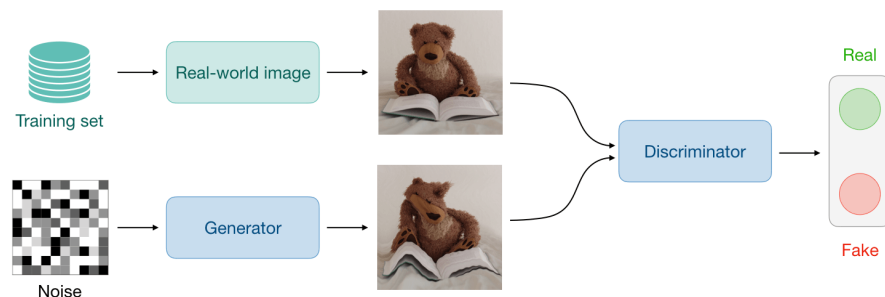 Real
Real-world image
Training set
Discriminator
Generator
Fake
Noise